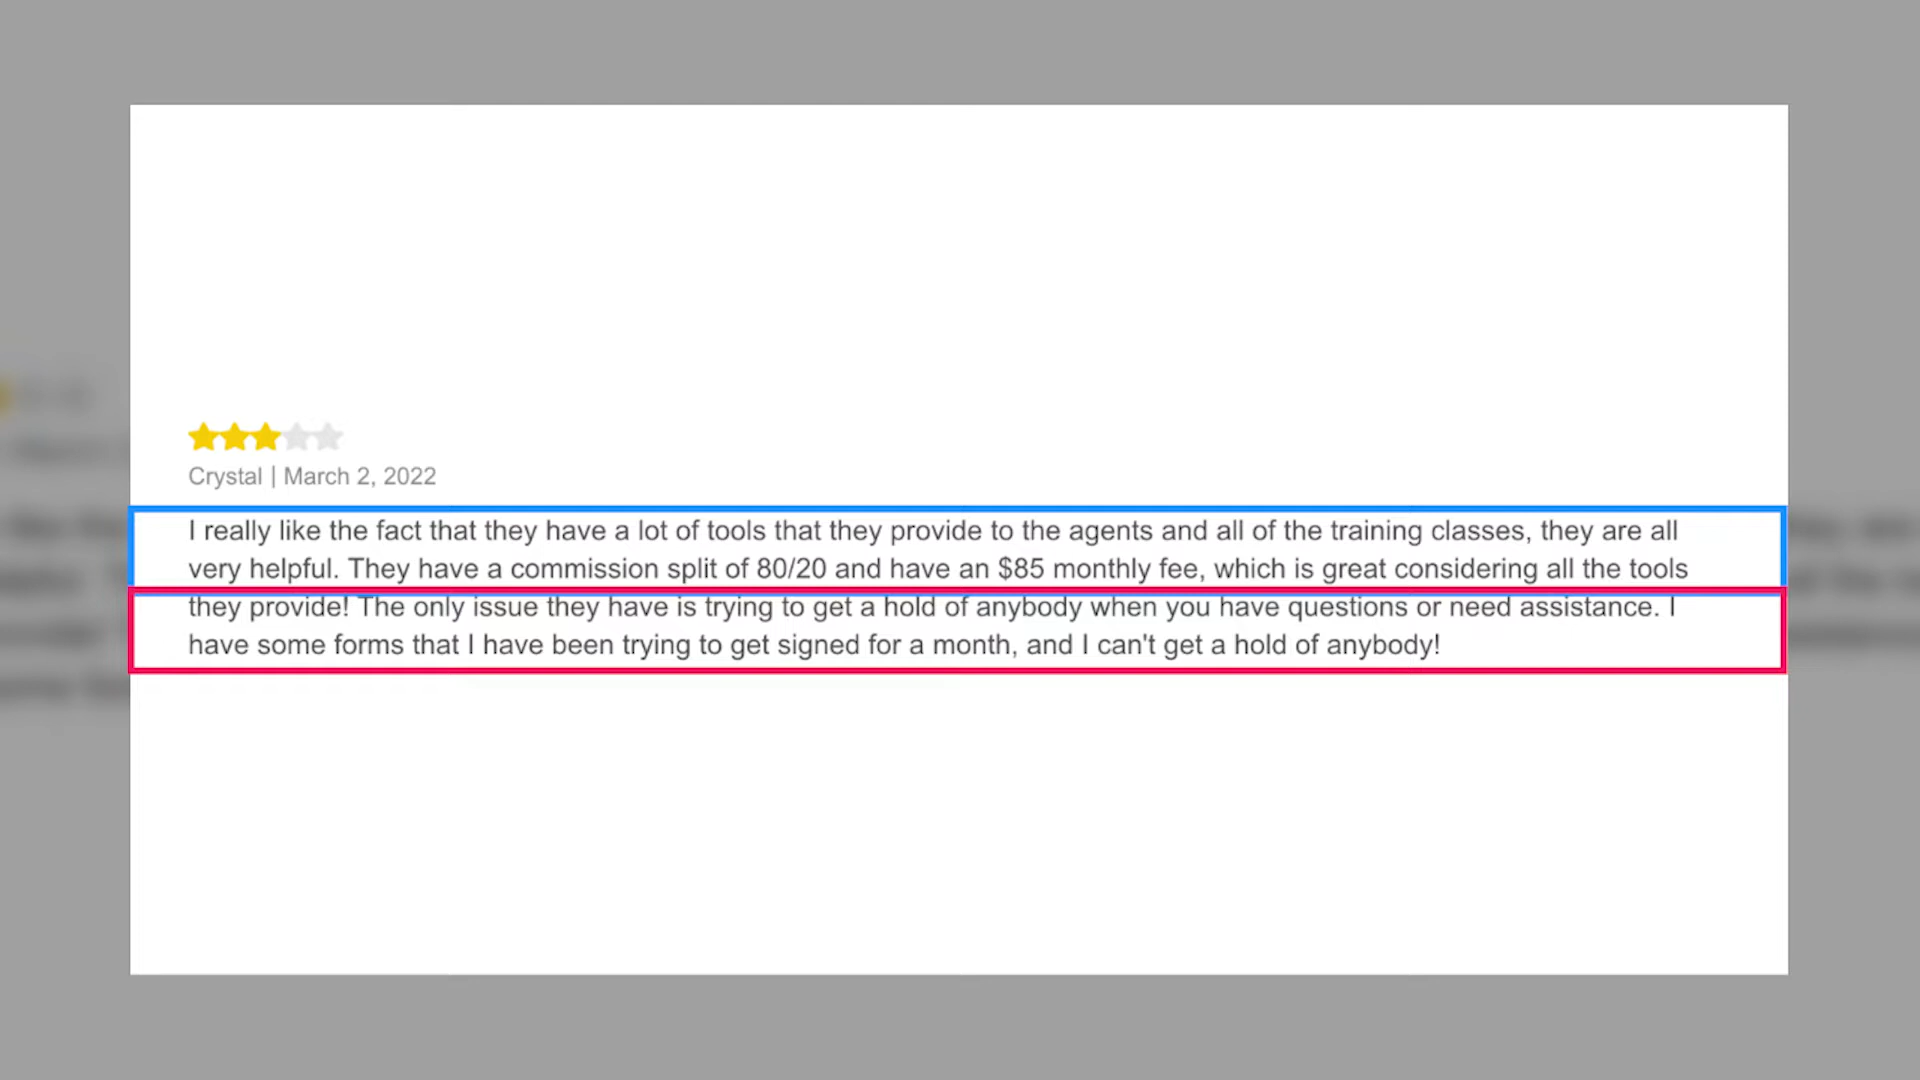 Crystal | March 2, 2022
I really like the fact that they have a lot of tools that they provide to the agents and all of the training classes, they are all
very helpful. They have a commission split of 80/20 and have an $85 monthly fee, which is great considering all the tools
they provide! The only issue they have is trying to get a hold of anybody when you have questions or need assistance. I
have some forms that I have been trying to get signed for a month, and I can't get a hold of anybody!